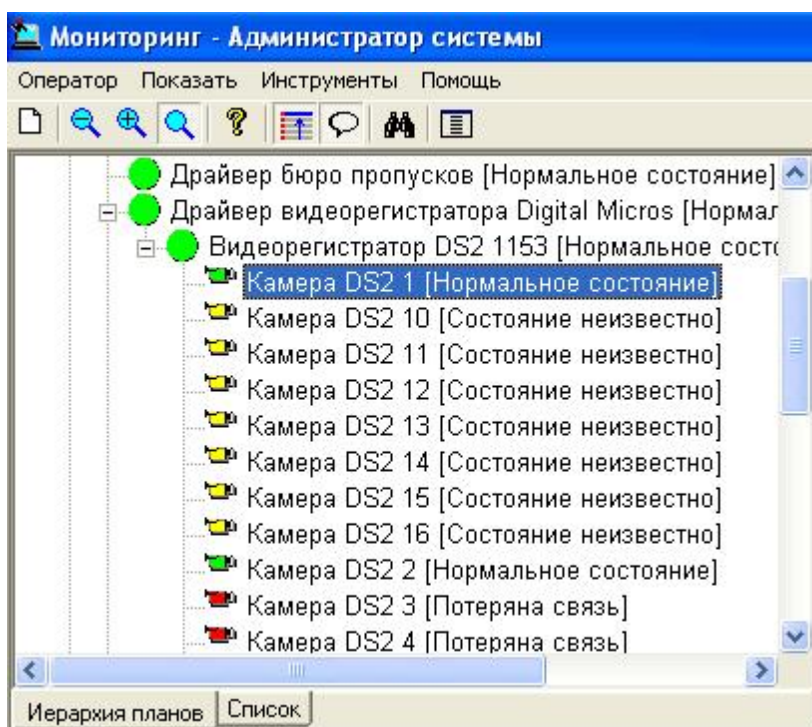 Мониторинг - Администратор системы
Оператор Показать Инструменты Помощь
Драйвер бюро пропусков [Нормальное состояние]
Драйвер видеорегистратора Digital Micros [Нормал
Видеорегистратор DS2 1153 [Нормальное состо
Камера DS2 1 [Нормальное состояние]
Камера DS2 10 [Состояние неизвестно]
Камера DS2 11 [Состояние неизвестно]
Камера DS2 12 [Состояние неизвестно]
Камера DS2 13 [Состояние неизвестно]
Камера DS2 14 [Состояние неизвестно]
Камера DS2 15 [Состояние неизвестно]
Камера DS2 16 [Состояние неизвестно]
Камера DS2 2 [Нормальное состояние]
Камера DS2 3 [Потеряна связь]
Камера DS2 4 [Потеряна связь]
Иерархия планов Список